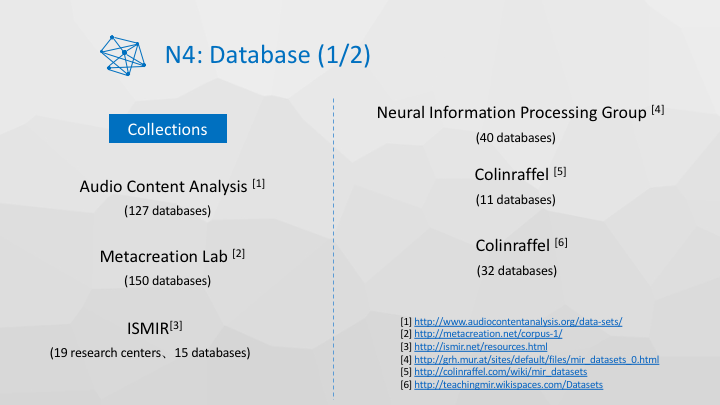 N4: Database (1/2)
Collections
Audio Content Analysis [1]
(127 databases)
Metacreation Lab [2]
(150 databases)
ISMIR[3]
(19 research centers、15 databases)
Neural Information Processing Group [4]
(40 databases)
Colinraffel [5]
(11 databases)
Colinraffel [6]
(32 databases)
[1] http://www.audiocontentanalysis.org/data-sets/
[2] http://metacreation.net/corpus-1/
[3] http://ismir.net/resources.html
[4] http://grh.mur.at/sites/default/files/mir_datasets_0.html
[5] http://colinraffel.com/wiki/mir_datasets
[6] http://teachingmir.wikispaces.com/Datasets